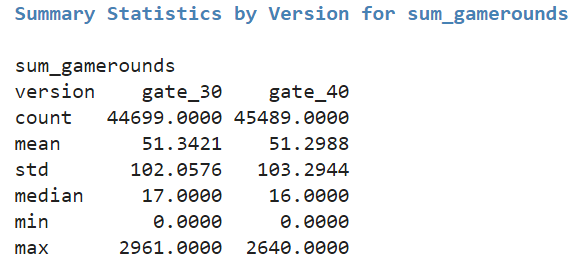 Summary Statistics by Version for sum_gamerounds
sum_gamerounds
version gate_30 gate_40
count 44699.0000 45489.0000
mean 51.3421 51.2988
std 102.0576 103.2944
median 17.0000 16.0000
min 0.0000 0.0000
max 2961.0000 2640.0000